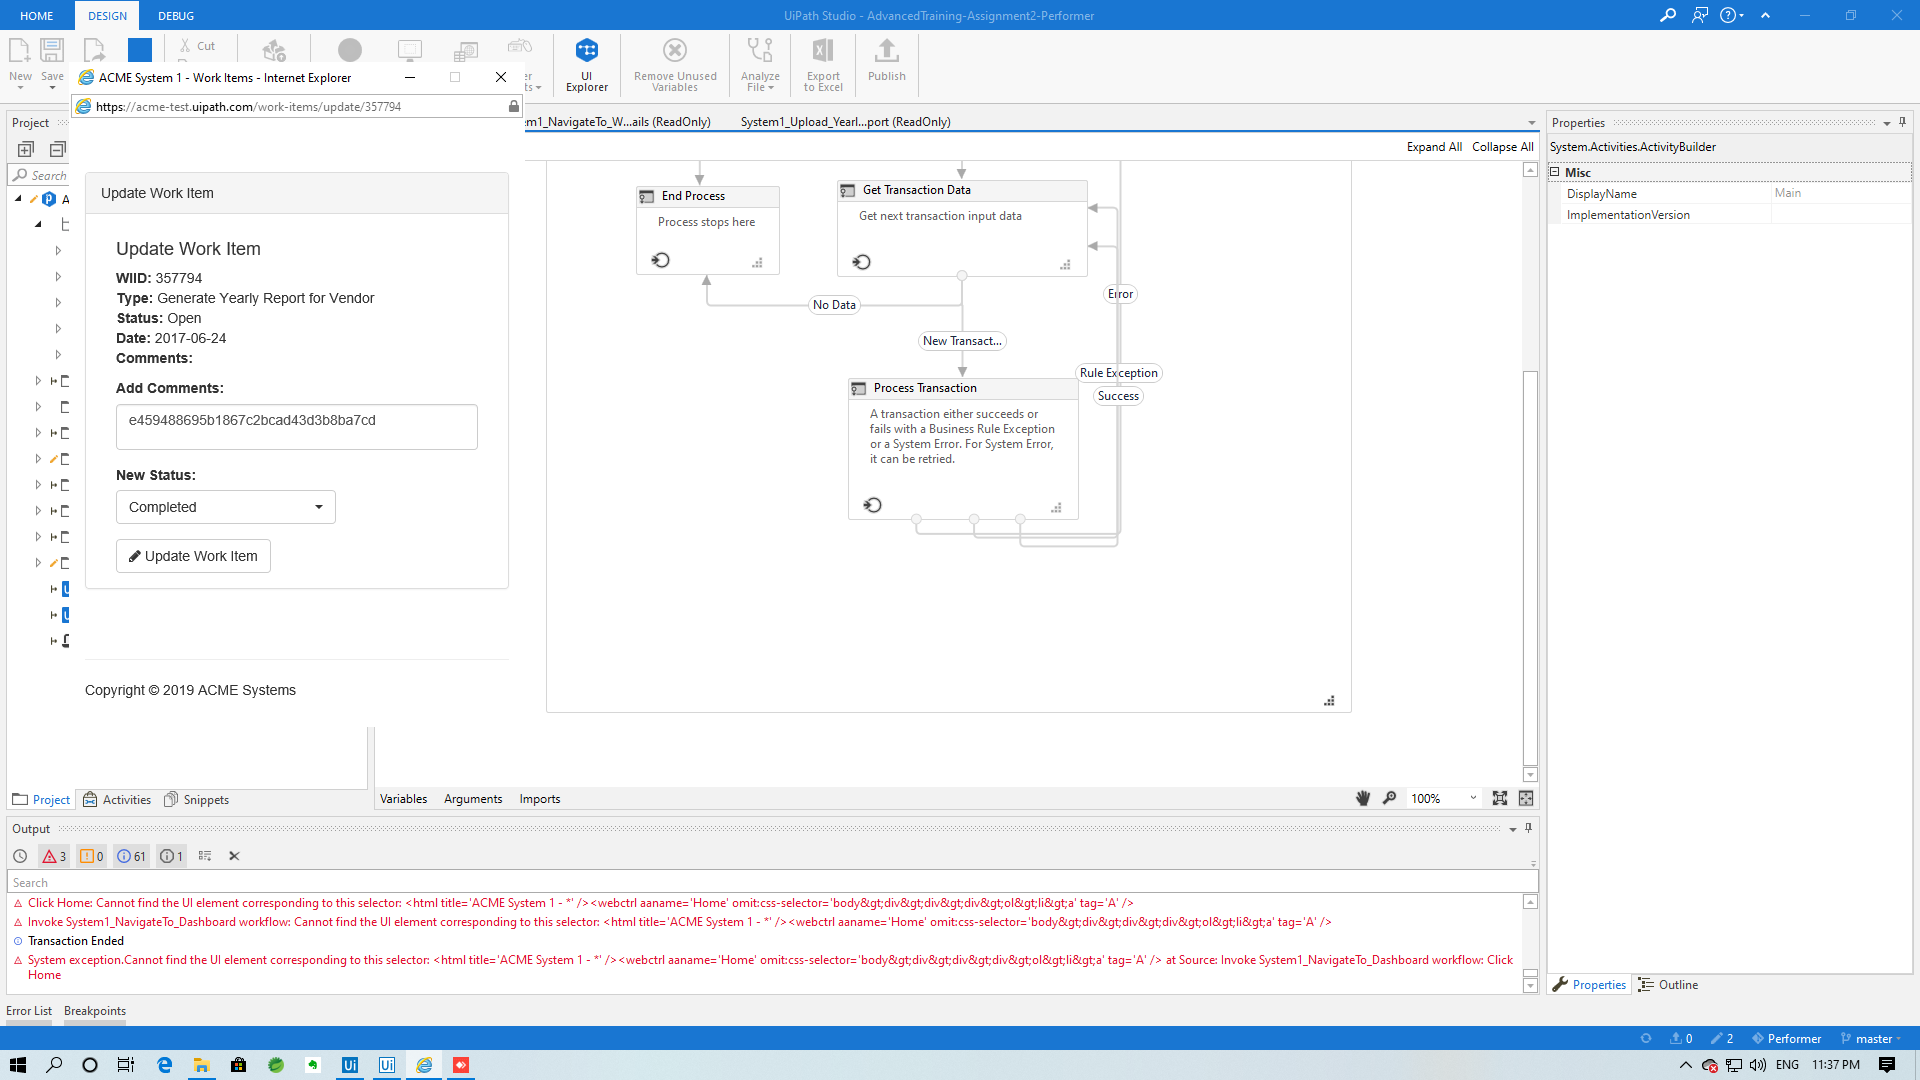 HOME DESIGN DEBUG
UiPath Studio - AdvancedTraining-Assignment2-Performer
New
Save
Cut
UI Explorer
Remove Unused Variables
Analyze File
Export to Excel
Publish
ACME System 1 - Work Items - Internet Explorer
https://acme-test.uipath.com/work-items/update/357794
Project
Search
A
Update Work Item
Update Work Item
WIID: 357794
Type: Generate Yearly Report for Vendor
Status: Open
Date: 2017-06-24
Comments:
Add Comments:
e459488695b1867c2bcad43d3b8ba7cd
New Status:
Completed
Update Work Item
Copyright © 2019 ACME Systems
em1_NavigateTo_W...ails (ReadOnly)
System1_Upload_Yearl...port (ReadOnly)
Expand All Collapse All
End Process
Process stops here
Get Transaction Data
Get next transaction input data
No Data
New Transact...
Error
Rule Exception
Success
Process Transaction
A transaction either succeeds or
fails with a Business Rule Exception
or a System Error. For System Error,
it can be retried.
Properties
System.Activities.ActivityBuilder
Misc
DisplayName Main
ImplementationVersion
Project Activities Snippets
Variables Arguments Imports
100%
Output
3 0 61 1
Search
Click Home: Cannot find the UI element corresponding to this selector: <html title='ACME System 1 - *' /><webctrl aaname='Home' omit:css-selector='body&gt;div&gt;div&gt;div&gt;ol&gt;li&gt;a' tag='A' />
Invoke System1_NavigateTo_Dashboard workflow: Cannot find the UI element corresponding to this selector: <html title='ACME System 1 - *' /><webctrl aaname='Home' omit:css-selector='body&gt;div&gt;div&gt;div&gt;ol&gt;li&gt;a' tag='A' />
Transaction Ended
System exception.Cannot find the UI element corresponding to this selector: <html title='ACME System 1 - *' /><webctrl aaname='Home' omit:css-selector='body&gt;div&gt;div&gt;div&gt;ol&gt;li&gt;a' tag='A' /> at Source: Invoke System1_NavigateTo_Dashboard workflow: Click
Home
Properties Outline
Error List Breakpoints
0 2 Performer master
ENG 11:37 PM